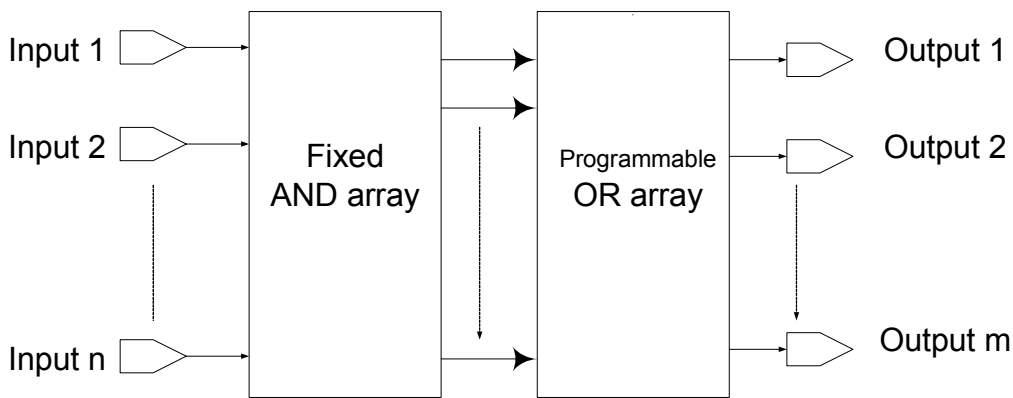 Input 1
Input 2
Input n
Fixed
AND array
Programmable
OR array
Output 1
Output 2
Output m